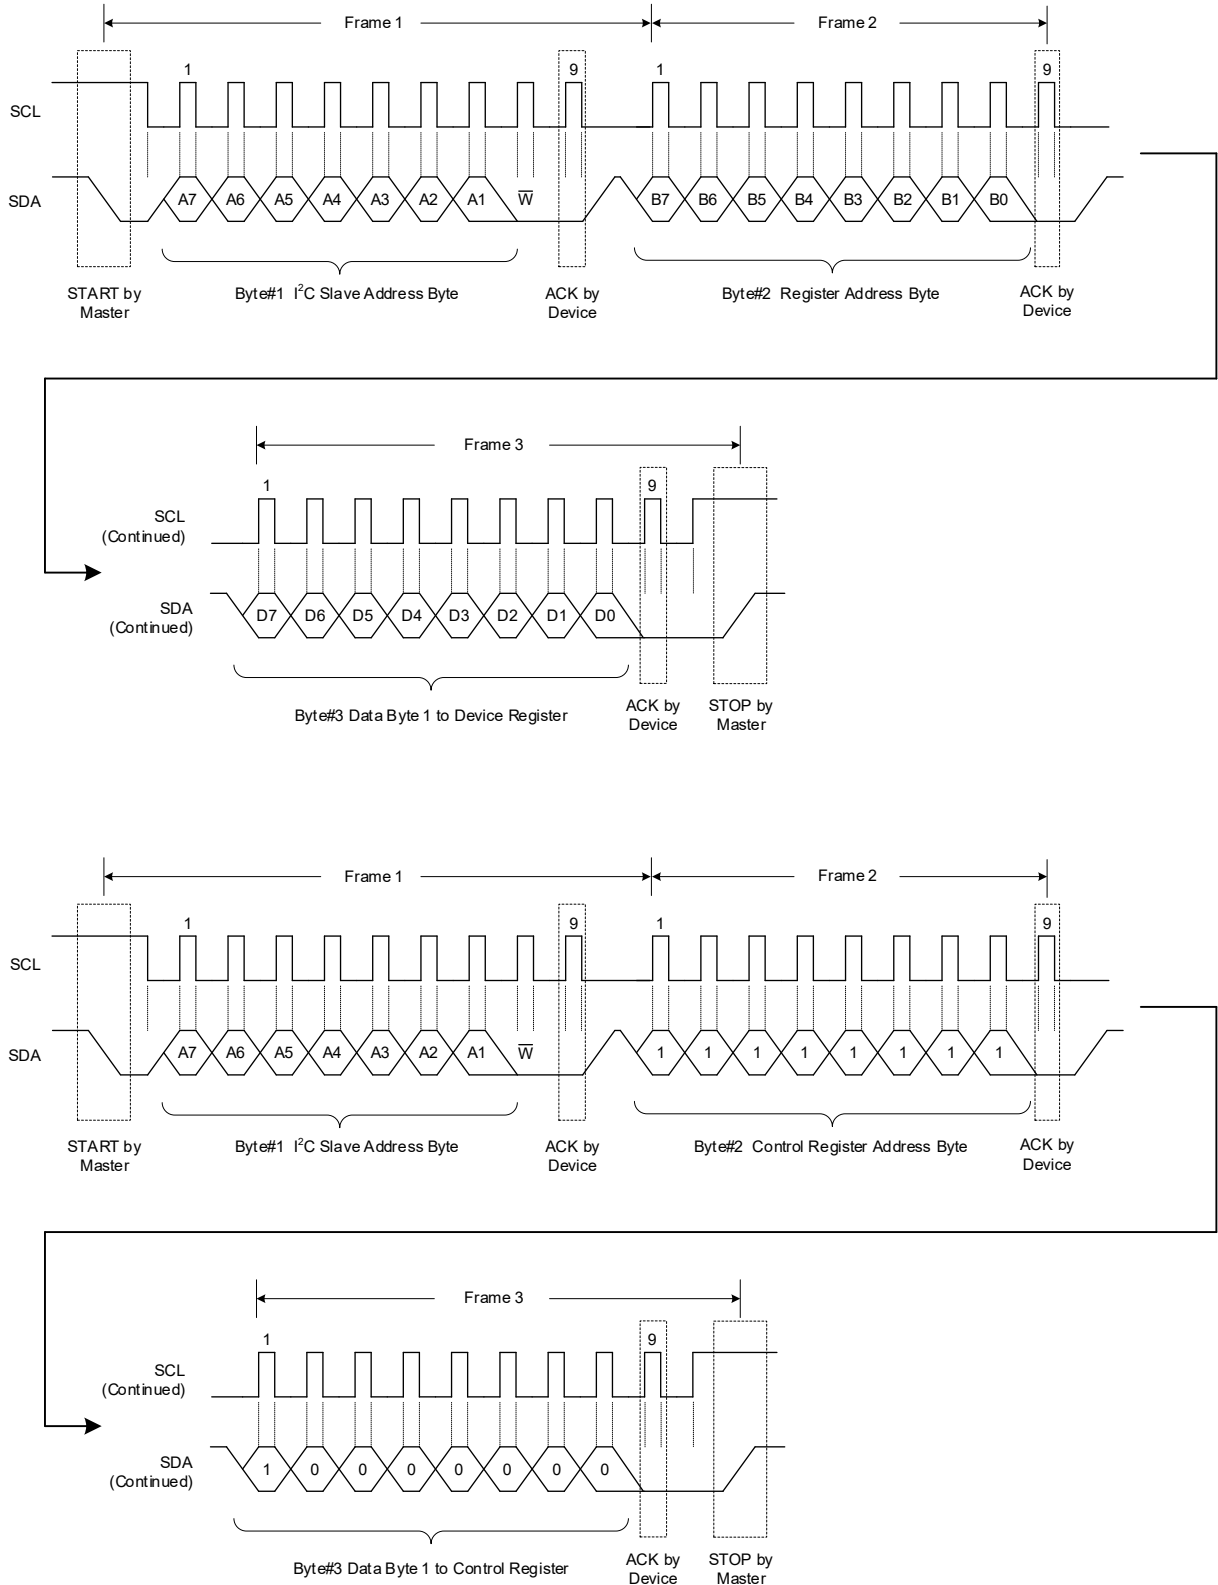 Frame 1 Frame 2
1 9 1 9
SCL
SDA A7 A6 A5 A4 A3 A2 A1 W̅ B7 B6 B5 B4 B3 B2 B1 B0
START by Master
Byte#1 I²C Slave Address Byte
ACK by Device
Byte#2 Register Address Byte
ACK by Device
Frame 3
1 9
SCL
(Continued)
SDA
(Continued)
D7 D6 D5 D4 D3 D2 D1 D0
Byte#3 Data Byte 1 to Device Register
ACK by Device
STOP by Master
Frame 1 Frame 2
1 9 1 9
SCL
SDA A7 A6 A5 A4 A3 A2 A1 W̅ 1 1 1 1 1 1 1 1
START by Master
Byte#1 I²C Slave Address Byte
ACK by Device
Byte#2 Control Register Address Byte
ACK by Device
Frame 3
1 9
SCL
(Continued)
SDA
(Continued)
1 0 0 0 0 0 0 0
Byte#3 Data Byte 1 to Control Register
ACK by Device
STOP by Master